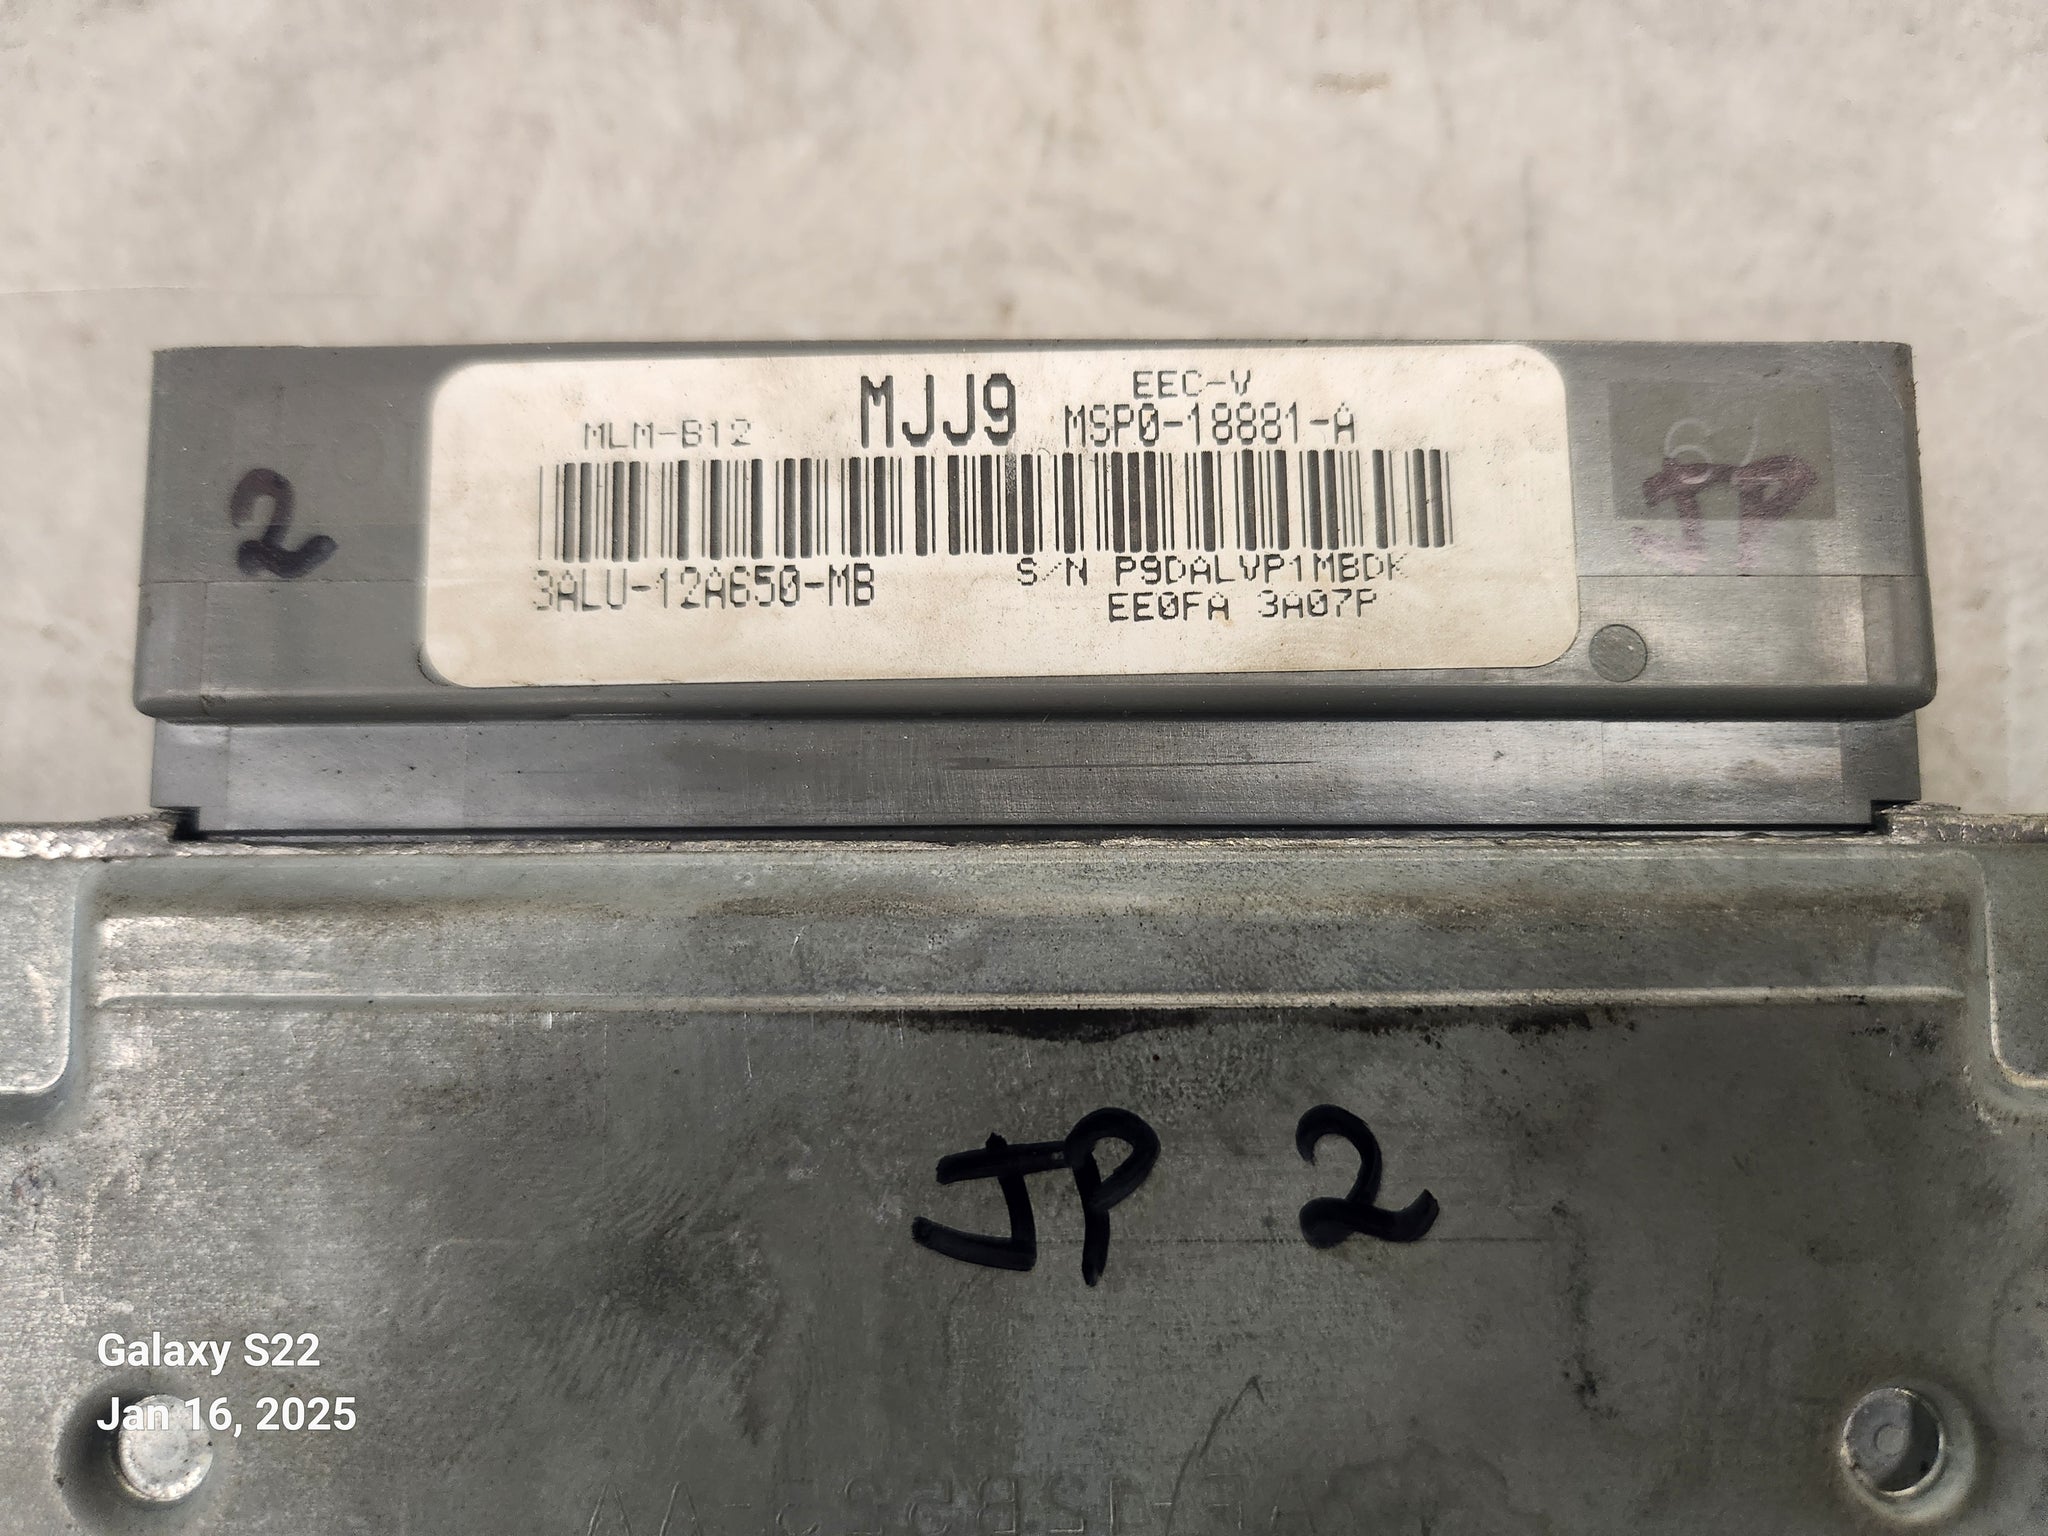 EEC-V
MLM-B12 MJJ9 MSP0-18881-A
3ALU-12A650-MB S/N P9DALVP1MBDK
EE0FA 3A07P
2
JP
JP 2
Galaxy S22
Jan 16, 2025